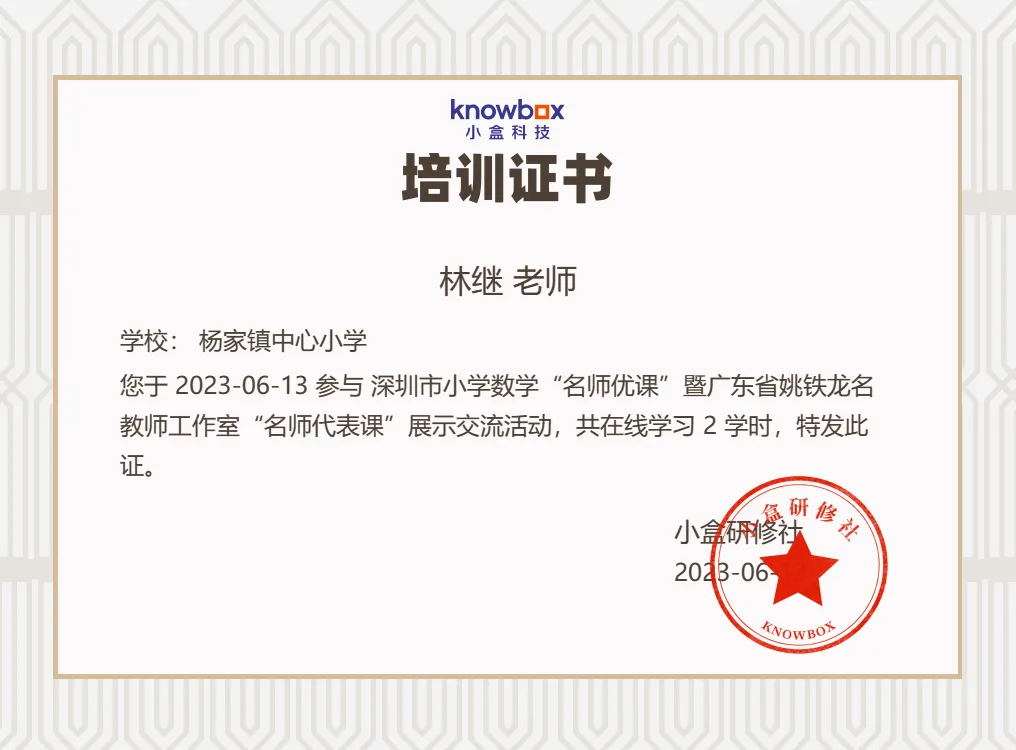 knowbox
小盒科技
培训证书
林继 老师
学校： 杨家镇中心小学
您于 2023-06-13 参与 深圳市小学数学“名师优课”暨广东省姚铁龙名
教师工作室“名师代表课”展示交流活动，共在线学习 2 学时，特发此
证。
小盒研修社
小盒研修社
2023-06-
KNOWBOX